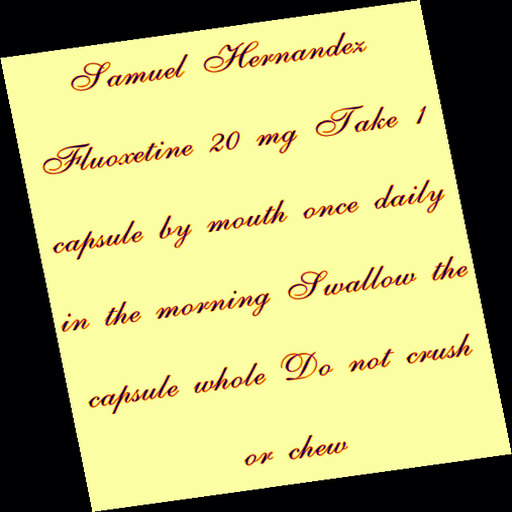 Samuel Hernandez
Fluoxetine 20 mg Take 1
capsule by mouth once daily
in the morning Swallow the
capsule whole Do not crush
or chew